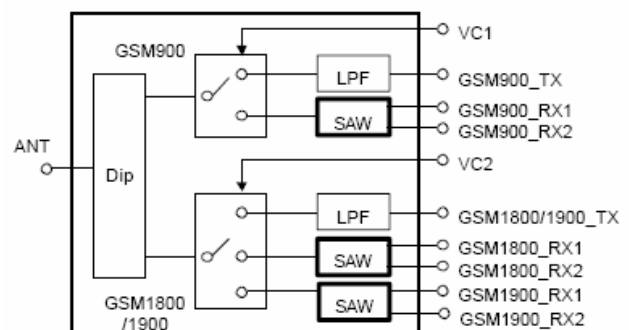 VC1
GSM900
LPF
GSM900_TX
SAW
GSM900_RX1
GSM900_RX2
ANT
Dip
VC2
LPF
GSM1800/1900_TX
SAW
GSM1800_RX1
GSM1800_RX2
GSM1800
/1900
SAW
GSM1900_RX1
GSM1900_RX2